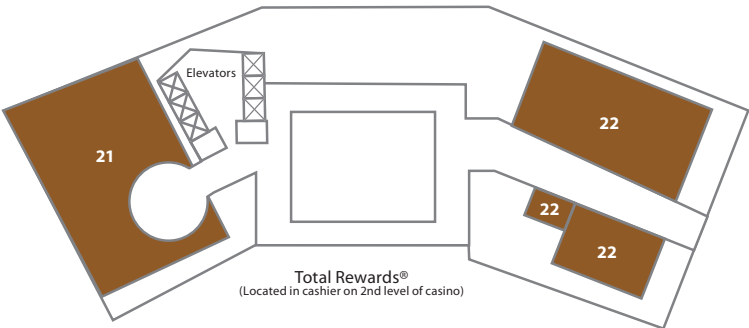 Elevators
22
21
22
22
Total Rewards®
(Located in cashier on 2nd level of casino)